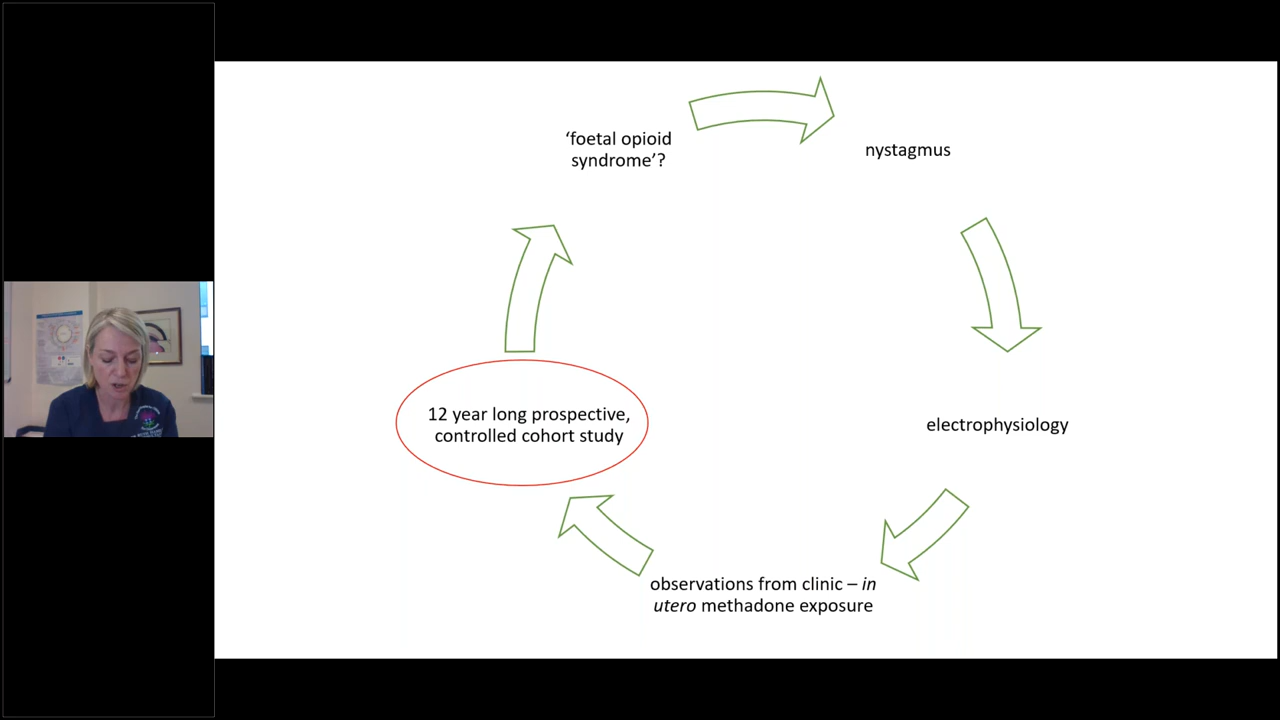 'foetal opioid
syndrome'?
nystagmus
12 year long prospective,
controlled cohort study
electrophysiology
observations from clinic – in
utero methadone exposure